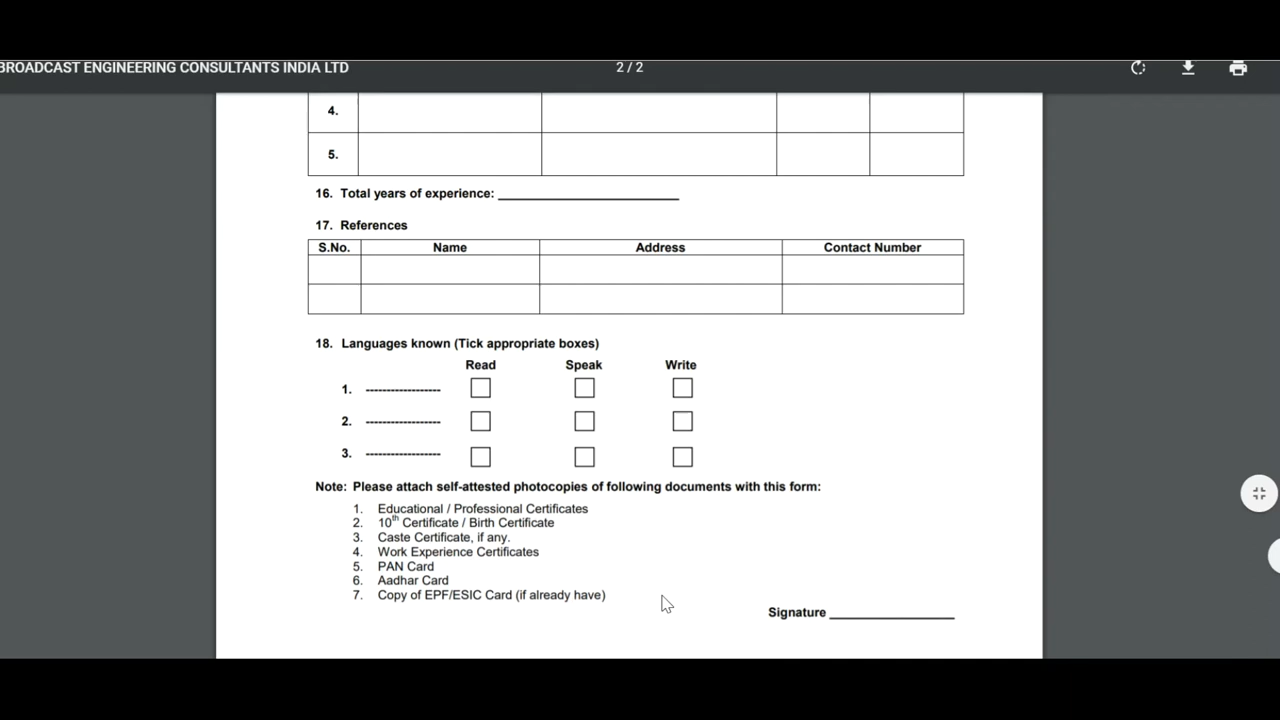 BROADCAST ENGINEERING CONSULTANTS INDIA LTD 2 / 2
4.
5.
16. Total years of experience: ____________________
17. References
S.No. Name Address Contact Number
18. Languages known (Tick appropriate boxes)
Read Speak Write
1. ------------------
2. ------------------
3. ------------------
Note: Please attach self-attested photocopies of following documents with this form:
1. Educational / Professional Certificates
2. 10th Certificate / Birth Certificate
3. Caste Certificate, if any.
4. Work Experience Certificates
5. PAN Card
6. Aadhar Card
7. Copy of EPF/ESIC Card (if already have)
Signature ______________